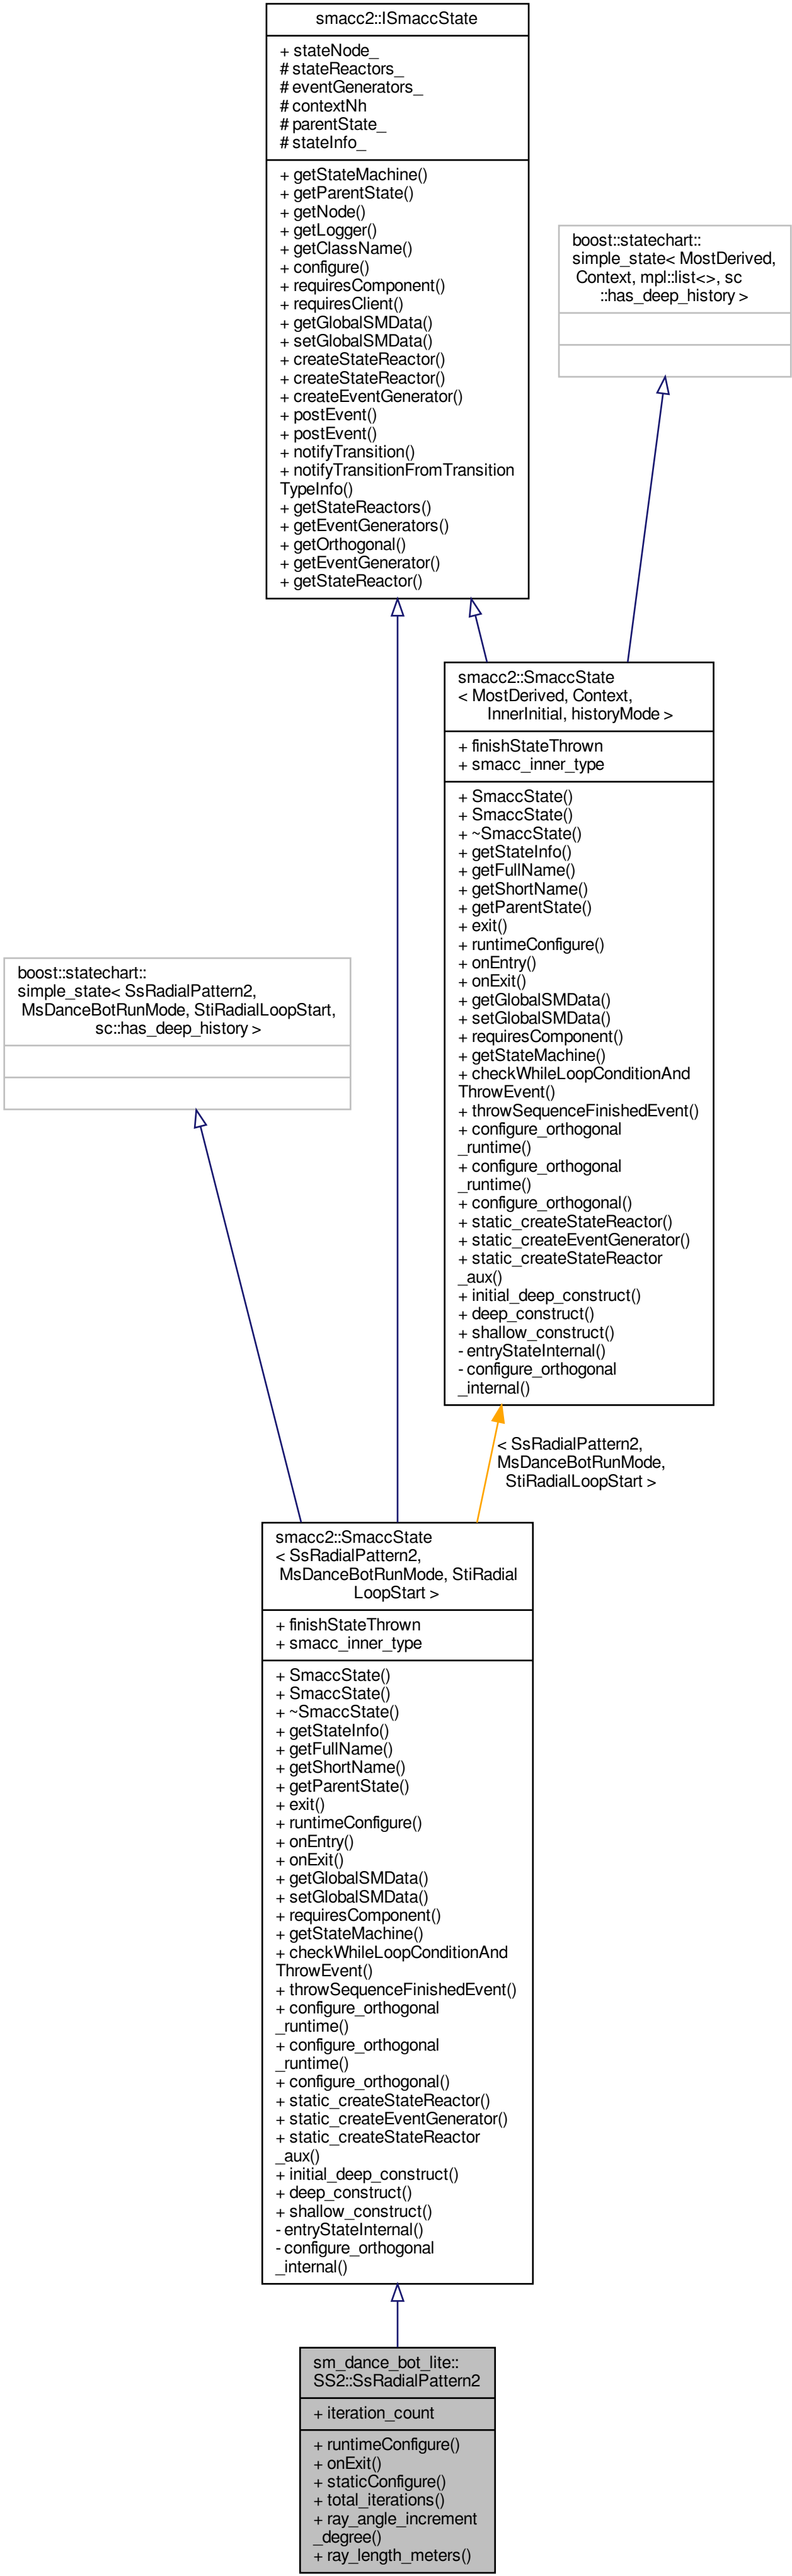 smacc2::ISmaccState
+ stateNode_
# stateReactors_
# eventGenerators_
# contextNh
# parentState_
# stateInfo_
+ getStateMachine()
+ getParentState()
+ getNode()
+ getLogger()
+ getClassName()
+ configure()
+ requiresComponent()
+ requiresClient()
+ getGlobalSMData()
+ setGlobalSMData()
+ createStateReactor()
+ createStateReactor()
+ createEventGenerator()
+ postEvent()
+ postEvent()
+ notifyTransition()
+ notifyTransitionFromTransition
TypeInfo()
+ getStateReactors()
+ getEventGenerators()
+ getOrthogonal()
+ getEventGenerator()
+ getStateReactor()
boost::statechart::
simple_state< MostDerived,
Context, mpl::list<>, sc
::has_deep_history >
smacc2::SmaccState
< MostDerived, Context,
InnerInitial, historyMode >
+ finishStateThrown
+ smacc_inner_type
+ SmaccState()
+ SmaccState()
+ ~SmaccState()
+ getStateInfo()
+ getFullName()
+ getShortName()
+ getParentState()
+ exit()
+ runtimeConfigure()
+ onEntry()
+ onExit()
+ getGlobalSMData()
+ setGlobalSMData()
+ requiresComponent()
+ getStateMachine()
+ checkWhileLoopConditionAnd
ThrowEvent()
+ throwSequenceFinishedEvent()
+ configure_orthogonal
_runtime()
+ configure_orthogonal
_runtime()
+ configure_orthogonal()
+ static_createStateReactor()
+ static_createEventGenerator()
+ static_createStateReactor
_aux()
+ initial_deep_construct()
+ deep_construct()
+ shallow_construct()
- entryStateInternal()
- configure_orthogonal
_internal()
boost::statechart::
simple_state< SsRadialPattern2,
MsDanceBotRunMode, StiRadialLoopStart,
sc::has_deep_history >
< SsRadialPattern2,
MsDanceBotRunMode,
StiRadialLoopStart >
smacc2::SmaccState
< SsRadialPattern2,
MsDanceBotRunMode, StiRadial
LoopStart >
+ finishStateThrown
+ smacc_inner_type
+ SmaccState()
+ SmaccState()
+ ~SmaccState()
+ getStateInfo()
+ getFullName()
+ getShortName()
+ getParentState()
+ exit()
+ runtimeConfigure()
+ onEntry()
+ onExit()
+ getGlobalSMData()
+ setGlobalSMData()
+ requiresComponent()
+ getStateMachine()
+ checkWhileLoopConditionAnd
ThrowEvent()
+ throwSequenceFinishedEvent()
+ configure_orthogonal
_runtime()
+ configure_orthogonal
_runtime()
+ configure_orthogonal()
+ static_createStateReactor()
+ static_createEventGenerator()
+ static_createStateReactor
_aux()
+ initial_deep_construct()
+ deep_construct()
+ shallow_construct()
- entryStateInternal()
- configure_orthogonal
_internal()
sm_dance_bot_lite::
SS2::SsRadialPattern2
+ iteration_count
+ runtimeConfigure()
+ onExit()
+ staticConfigure()
+ total_iterations()
+ ray_angle_increment
_degree()
+ ray_length_meters()